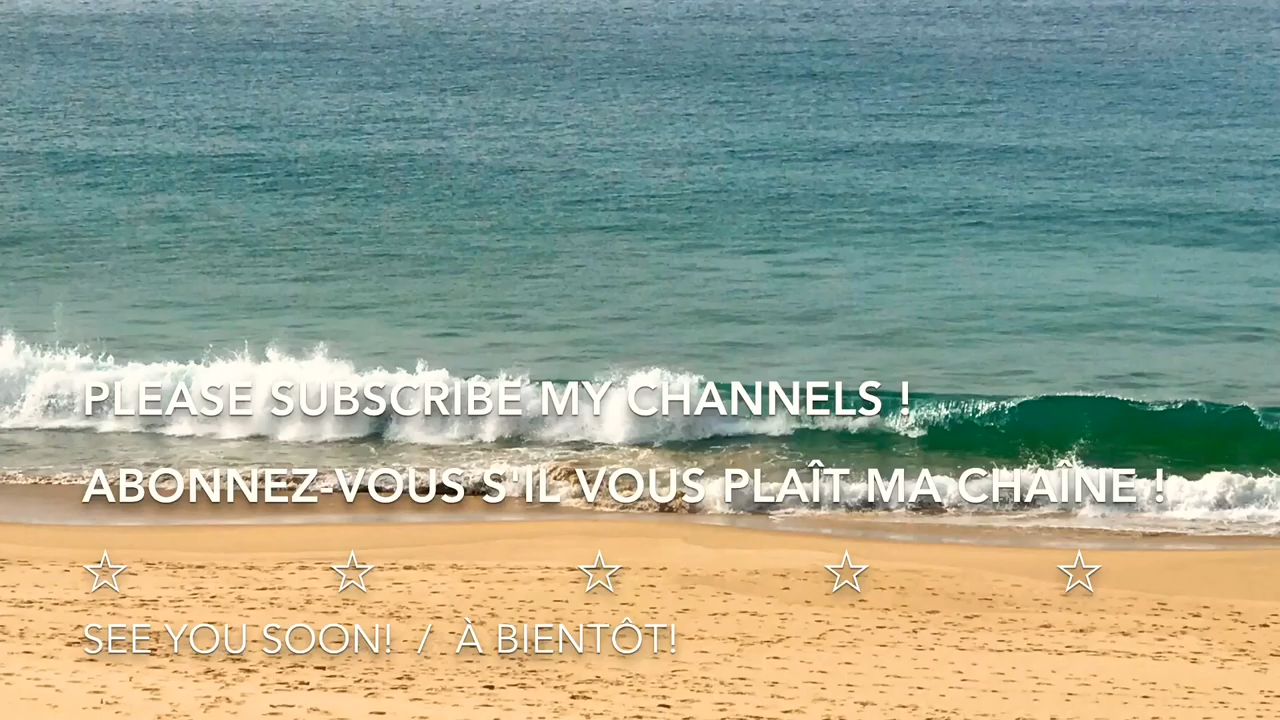 PLEASE SUBSCRIBE MY CHANNELS !
ABONNEZ-VOUS S'IL VOUS PLAÎT MA CHAÎNE !
☆ ☆ ☆ ☆ ☆
SEE YOU SOON! / À BIENTÔT!